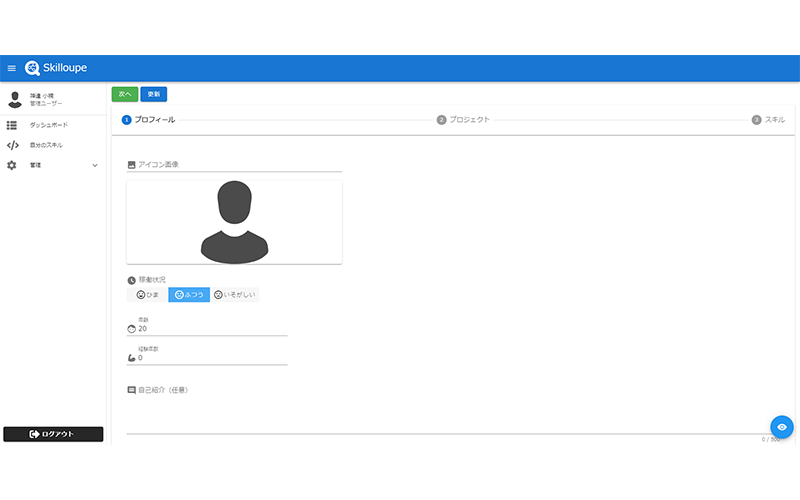 Skilloupe
管理ユーザー
ダッシュボード
自分のスキル
管理
ログアウト
次へ
更新
1 プロフィール
2 プロジェクト
3 スキル
アイコン画像
稼働状況
ひま
ふつう
いそがしい
年齢
20
経験年数
0
自己紹介（任意）
0 / 500